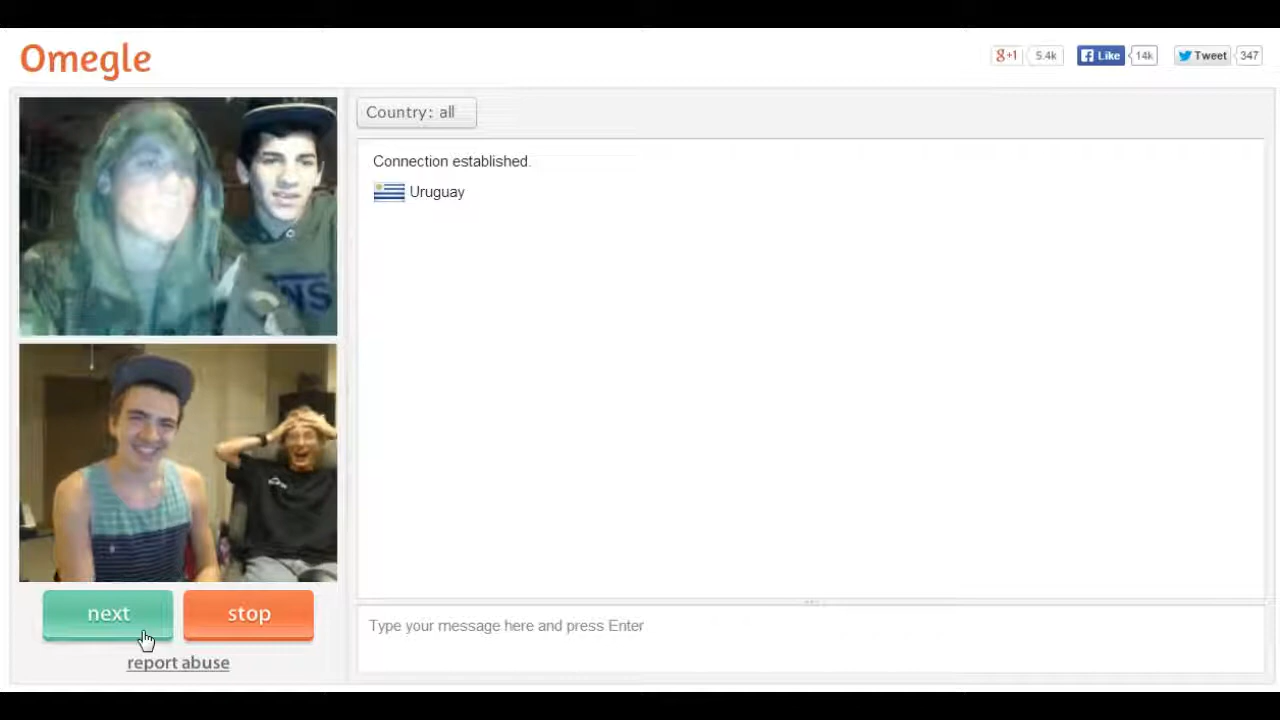 Omegle
g+1 5.4k Like 14k Tweet 347
Country: all
Connection established.
Uruguay
NS
next stop
report abuse
Type your message here and press Enter